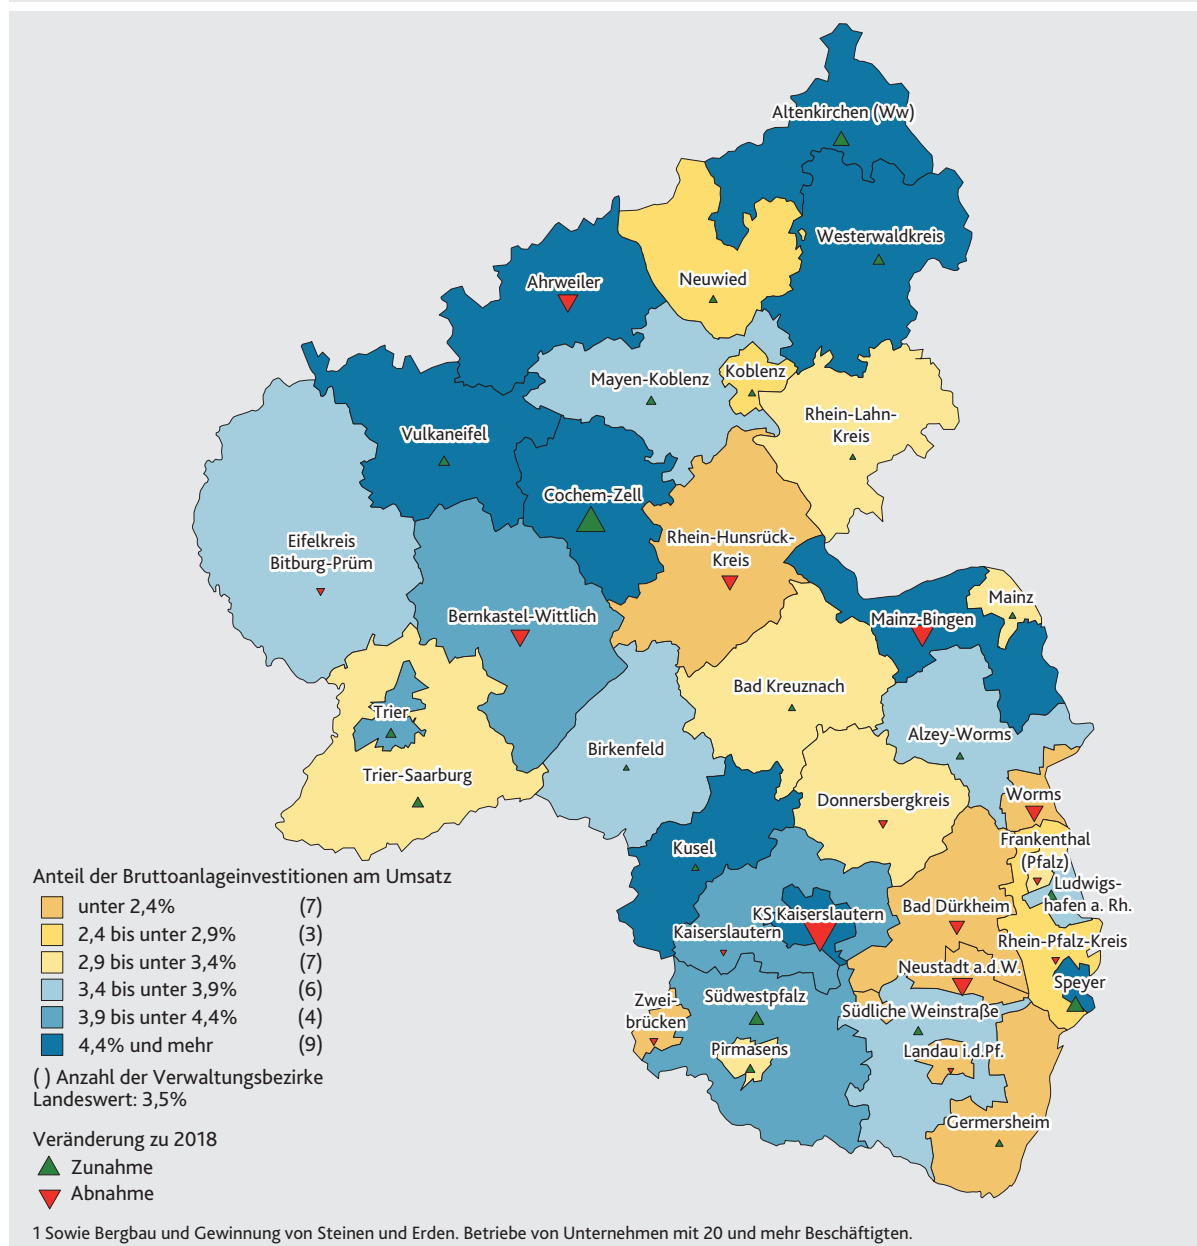 Altenkirchen (Ww)
Westerwaldkreis
Neuwied
Ahrweiler
Mayen-Koblenz
Koblenz
Rhein-Lahn-
Kreis
Vulkaneifel
Cochem-Zell
Rhein-Hunsrück-
Kreis
Eifelkreis
Bitburg-Prüm
Bernkastel-Wittlich
Mainz
Mainz-Bingen
Bad Kreuznach
Trier
Alzey-Worms
Birkenfeld
Trier-Saarburg
Donnersbergkreis
Worms
Frankenthal
(Pfalz)
Kusel
Ludwigs-
hafen a. Rh.
KS Kaiserslautern
Bad Dürkheim
Kaiserslautern
Rhein-Pfalz-Kreis
Neustadt a.d.W.
Speyer
Zwei-
brücken
Südwestpfalz
Südliche Weinstraße
Pirmasens
Landau i.d.Pf.
Germersheim
Anteil der Bruttoanlageinvestitionen am Umsatz
unter 2,4% (7)
2,4 bis unter 2,9% (3)
2,9 bis unter 3,4% (7)
3,4 bis unter 3,9% (6)
3,9 bis unter 4,4% (4)
4,4% und mehr (9)
( ) Anzahl der Verwaltungsbezirke
Landeswert: 3,5%
Veränderung zu 2018
Zunahme
Abnahme
1 Sowie Bergbau und Gewinnung von Steinen und Erden. Betriebe von Unternehmen mit 20 und mehr Beschäftigten.